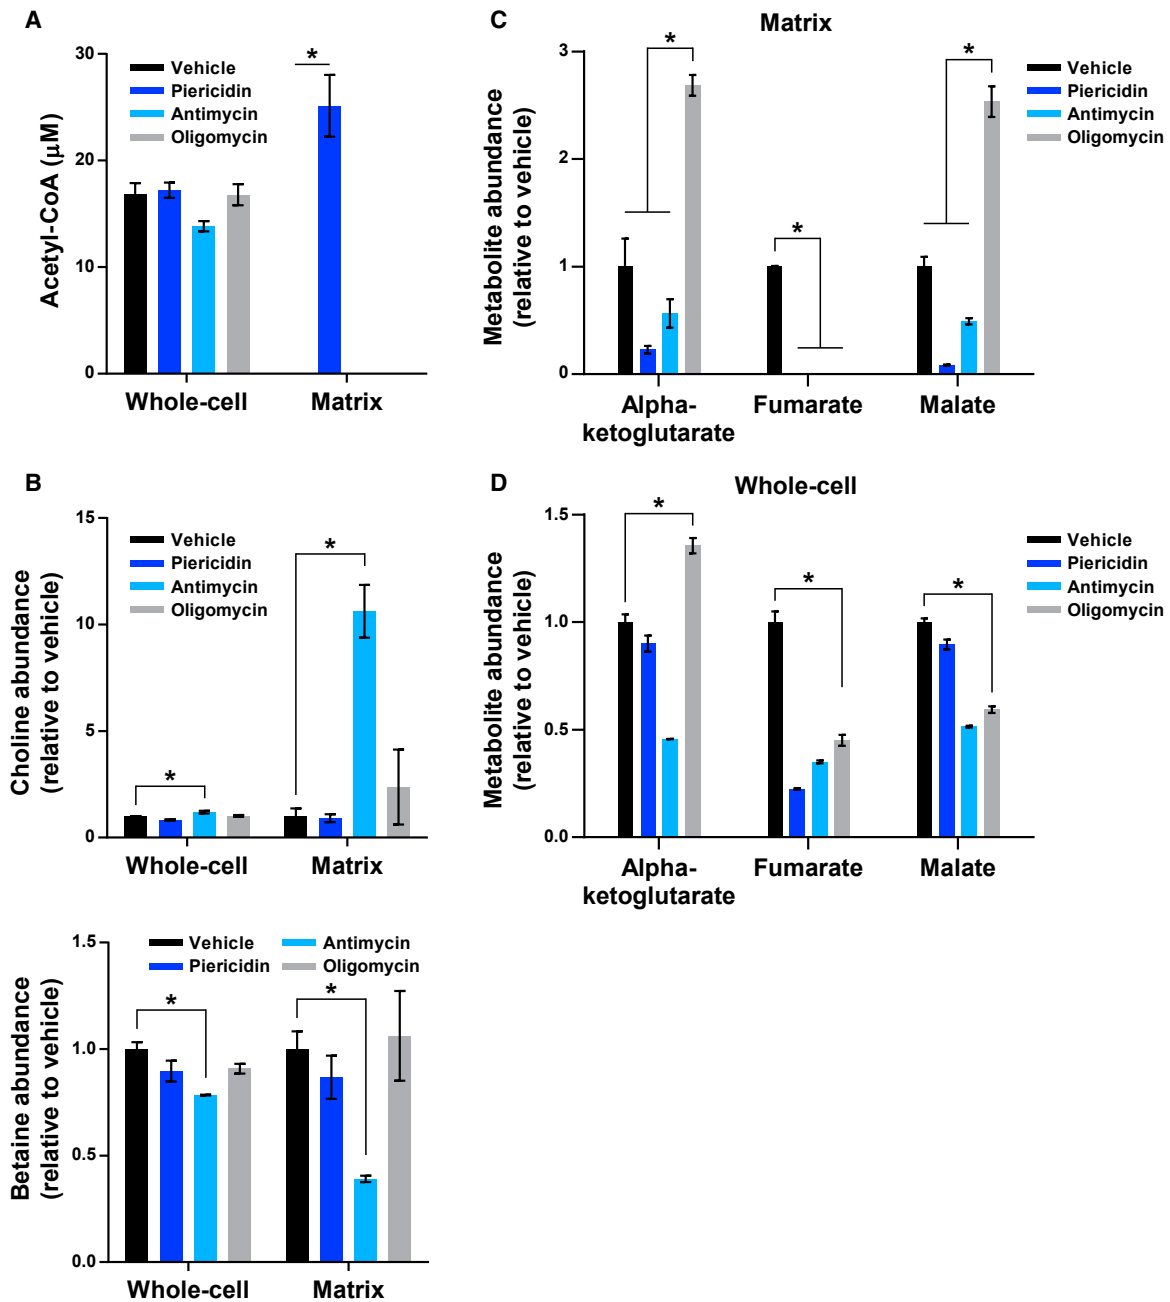 A
Acetyl-CoA (μM)
30
20
10
0
Vehicle
Piericidin
Antimycin
Oligomycin
*
Whole-cell
Matrix
B
Choline abundance
(relative to vehicle)
15
10
5
0
Vehicle
Piericidin
Antimycin
Oligomycin
*
*
Whole-cell
Matrix
Betaine abundance
(relative to vehicle)
1.5
1.0
0.5
0.0
Vehicle
Piericidin
Antimycin
Oligomycin
*
*
Whole-cell
Matrix
C
Matrix
Metabolite abundance
(relative to vehicle)
3
2
1
0
*
*
*
Vehicle
Piericidin
Antimycin
Oligomycin
Alpha-
ketoglutarate
Fumarate
Malate
D
Whole-cell
Metabolite abundance
(relative to vehicle)
1.5
1.0
0.5
0.0
*
*
*
Vehicle
Piericidin
Antimycin
Oligomycin
Alpha-
ketoglutarate
Fumarate
Malate